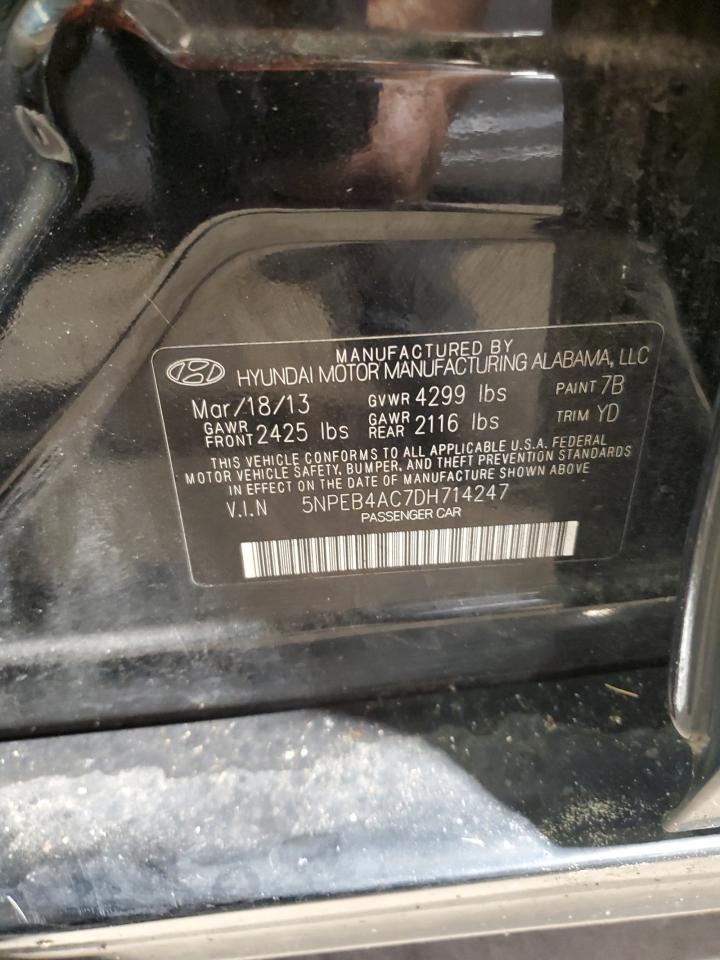 MANUFACTURED BY
HYUNDAI MOTOR MANUFACTURING ALABAMA, LLC
Mar/18/13 GVWR 4299 lbs PAINT 7B
GAWR FRONT 2425 lbs GAWR REAR 2116 lbs TRIM YD
THIS VEHICLE CONFORMS TO ALL APPLICABLE U.S.A. FEDERAL
MOTOR VEHICLE SAFETY, BUMPER, AND THEFT PREVENTION STANDARDS
IN EFFECT ON THE DATE OF MANUFACTURE SHOWN ABOVE
V.I.N 5NPEB4AC7DH714247
PASSENGER CAR